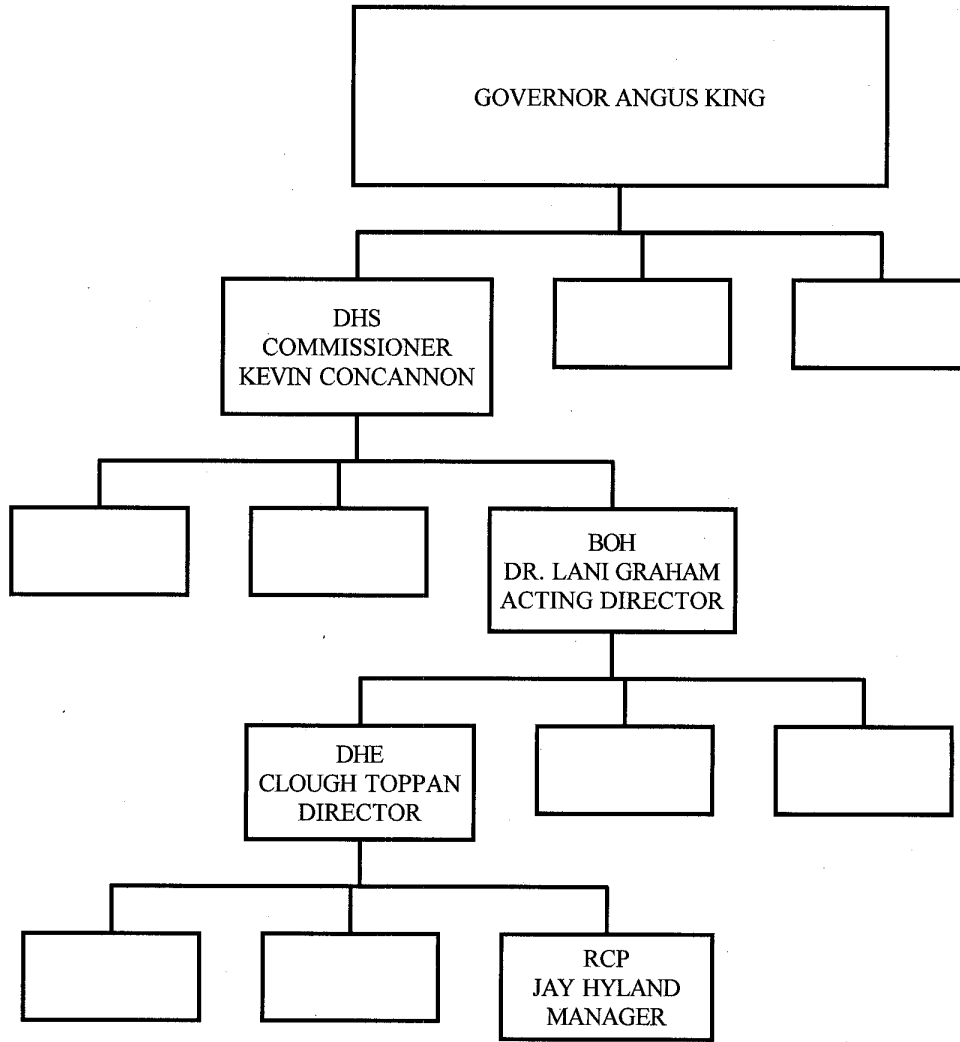 GOVERNOR ANGUS KING
DHS
COMMISSIONER
KEVIN CONCANNON
BOH
DR. LANI GRAHAM
ACTING DIRECTOR
DHE
CLOUGH TOPPAN
DIRECTOR
RCP
JAY HYLAND
MANAGER